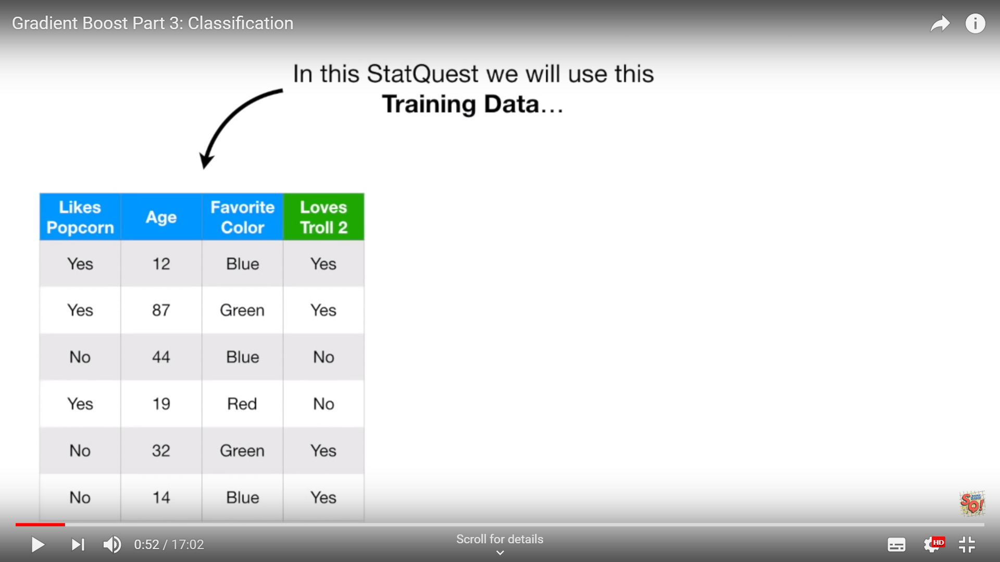 Gradient Boost Part 3: Classification
In this StatQuest we will use this
Training Data...
Likes Popcorn Age Favorite Color Loves Troll 2
Yes 12 Blue Yes
Yes 87 Green Yes
No 44 Blue No
Yes 19 Red No
No 32 Green Yes
No 14 Blue Yes
SQ!
0:52 / 17:02
Scroll for details
HD